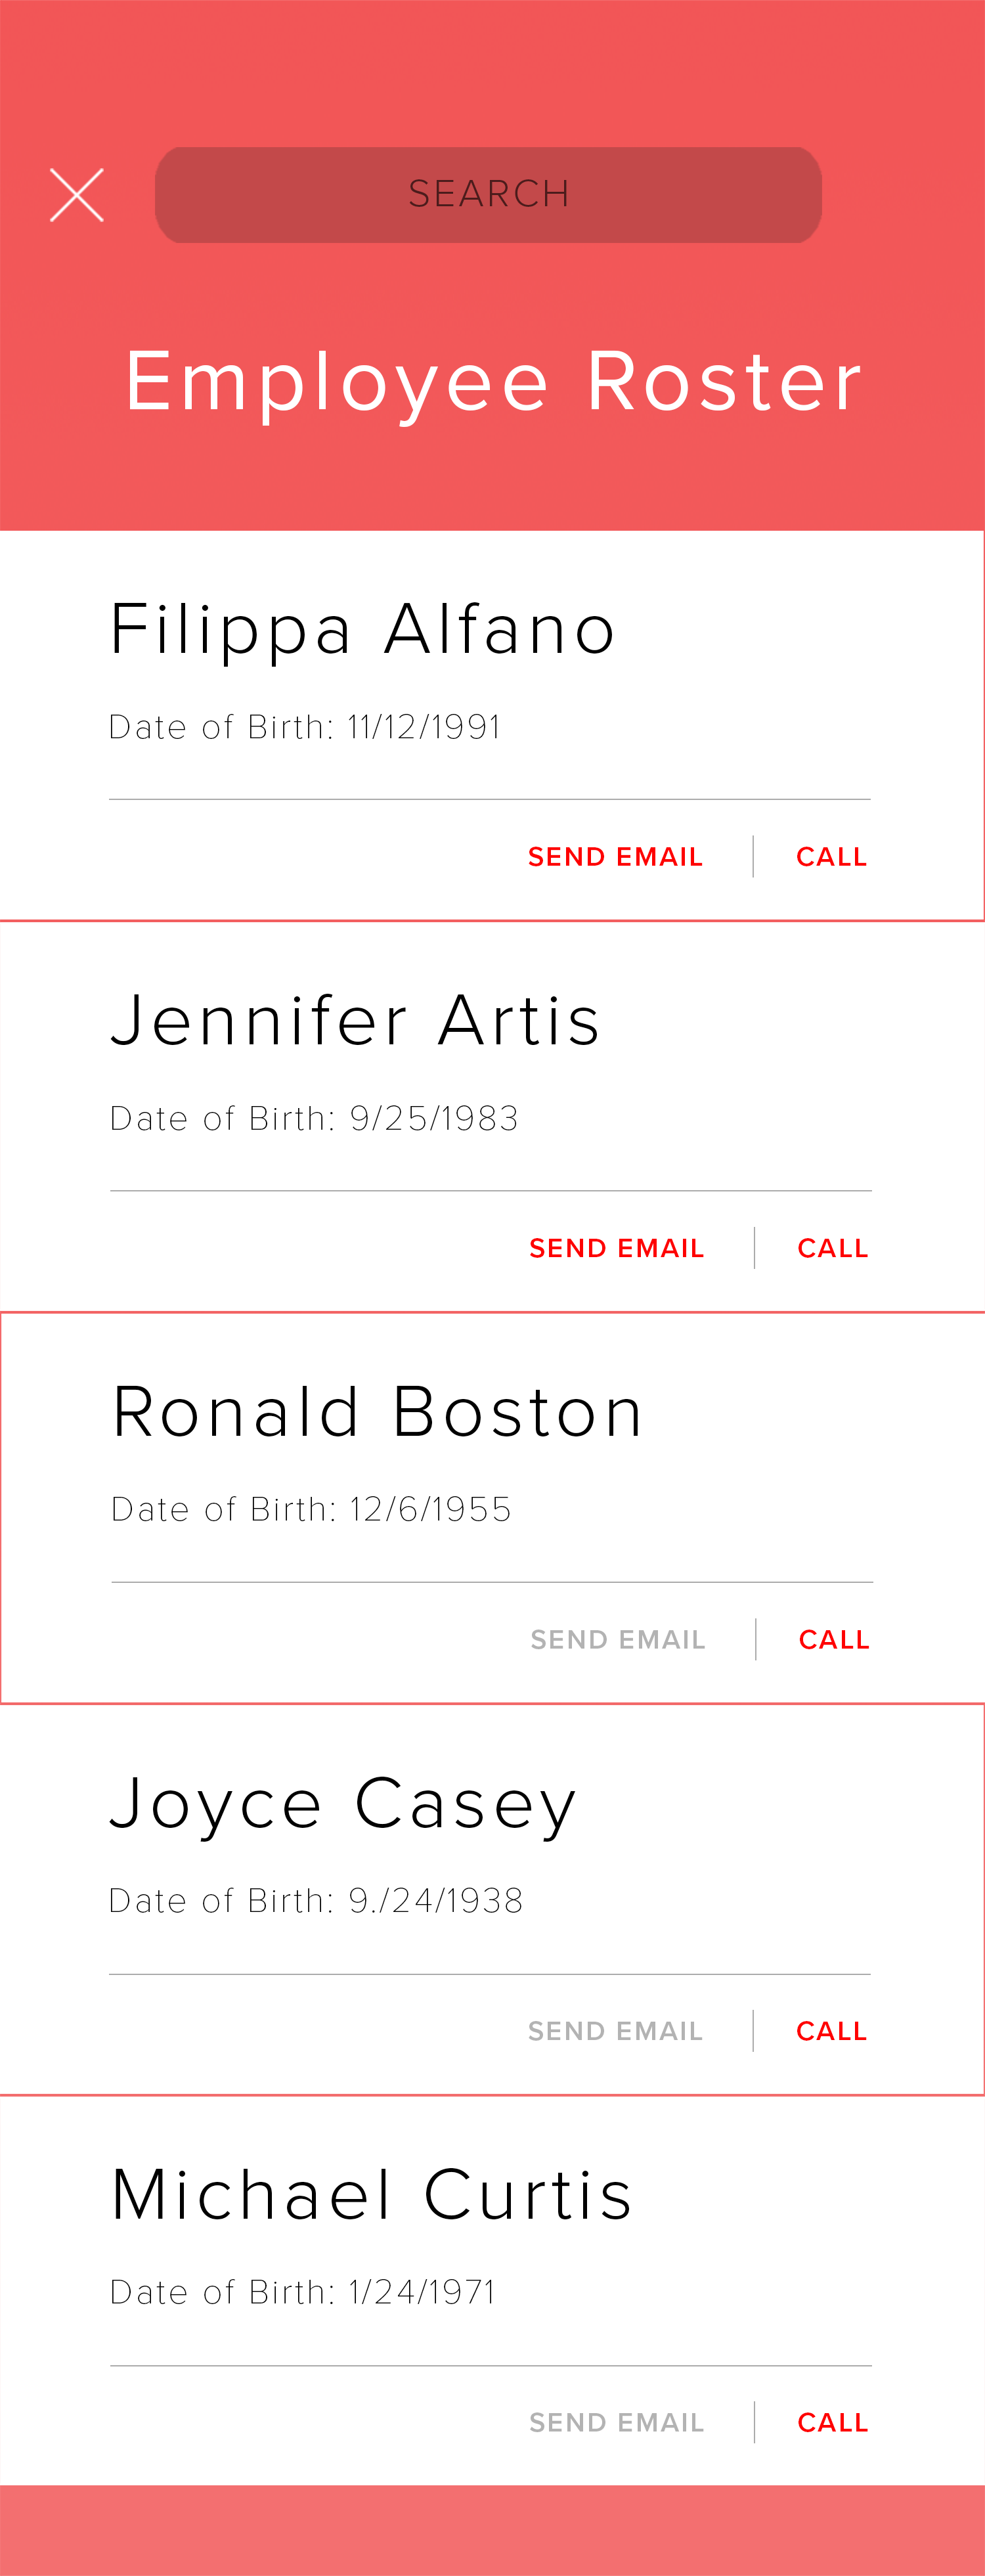 SEARCH
Employee Roster
Filippa Alfano
Date of Birth: 11/12/1991
SEND EMAIL | CALL
Jennifer Artis
Date of Birth: 9/25/1983
SEND EMAIL | CALL
Ronald Boston
Date of Birth: 12/6/1955
SEND EMAIL | CALL
Joyce Casey
Date of Birth: 9./24/1938
SEND EMAIL | CALL
Michael Curtis
Date of Birth: 1/24/1971
SEND EMAIL | CALL